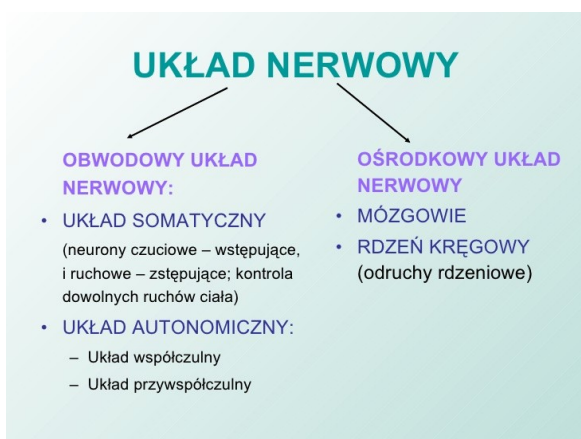 UKŁAD NERWOWY
OBWODOWY UKŁAD
NERWOWY:
• UKŁAD SOMATYCZNY
(neurony czuciowe – wstępujące,
i ruchowe – zstępujące; kontrola
dowolnych ruchów ciała)
• UKŁAD AUTONOMICZNY:
– Układ współczulny
– Układ przywspółczulny
OŚRODKOWY UKŁAD
NERWOWY
• MÓZGOWIE
• RDZEŃ KRĘGOWY
(odruchy rdzeniowe)